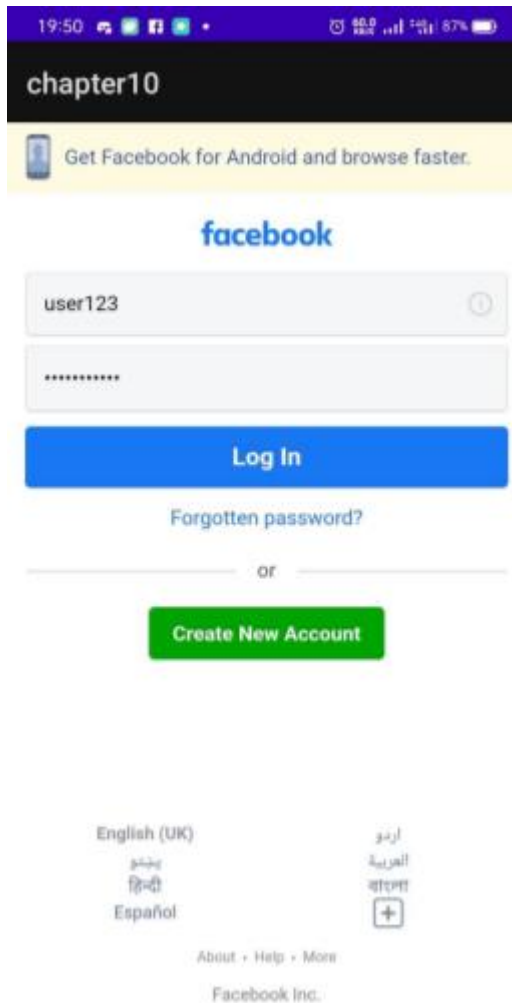 19:50 87%
chapter10
Get Facebook for Android and browse faster.
facebook
user123
•••••••••••
Log In
Forgotten password?
or
Create New Account
English (UK) اردو
پښتو العربية
हिन्दी বাংলা
Español +
About • Help • More
Facebook Inc.